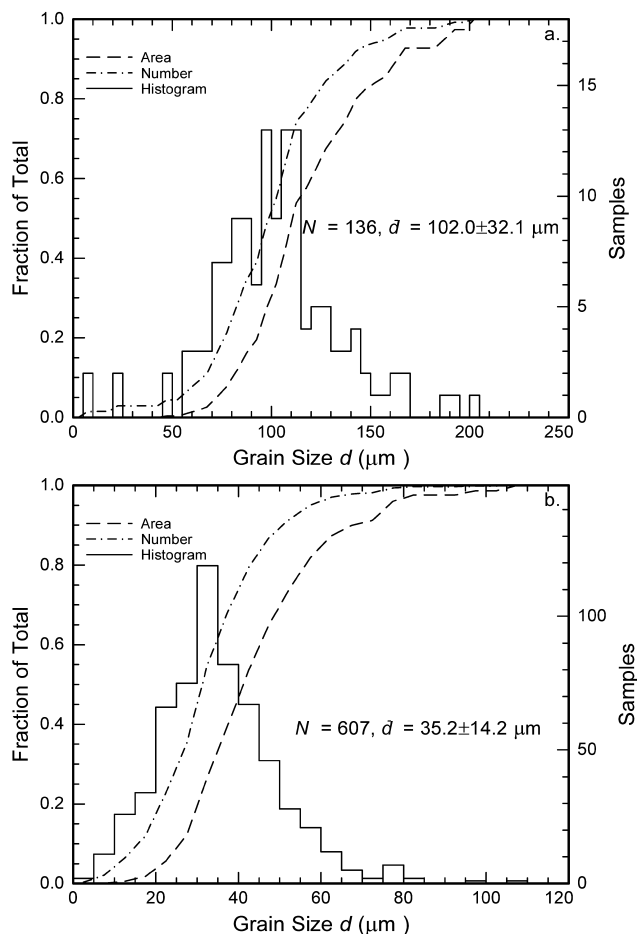 a.
Area
Number
Histogram
1.0
0.8
0.6
0.4
0.2
0.0
Fraction of Total
15
10
5
0
Samples
N = 136, d̄ = 102.0±32.1 μm
0 50 100 150 200 250
Grain Size d (μm )
b.
Area
Number
Histogram
1.0
0.8
0.6
0.4
0.2
0.0
Fraction of Total
100
50
0
Samples
N = 607, d̄ = 35.2±14.2 μm
0 20 40 60 80 100 120
Grain Size d (μm )